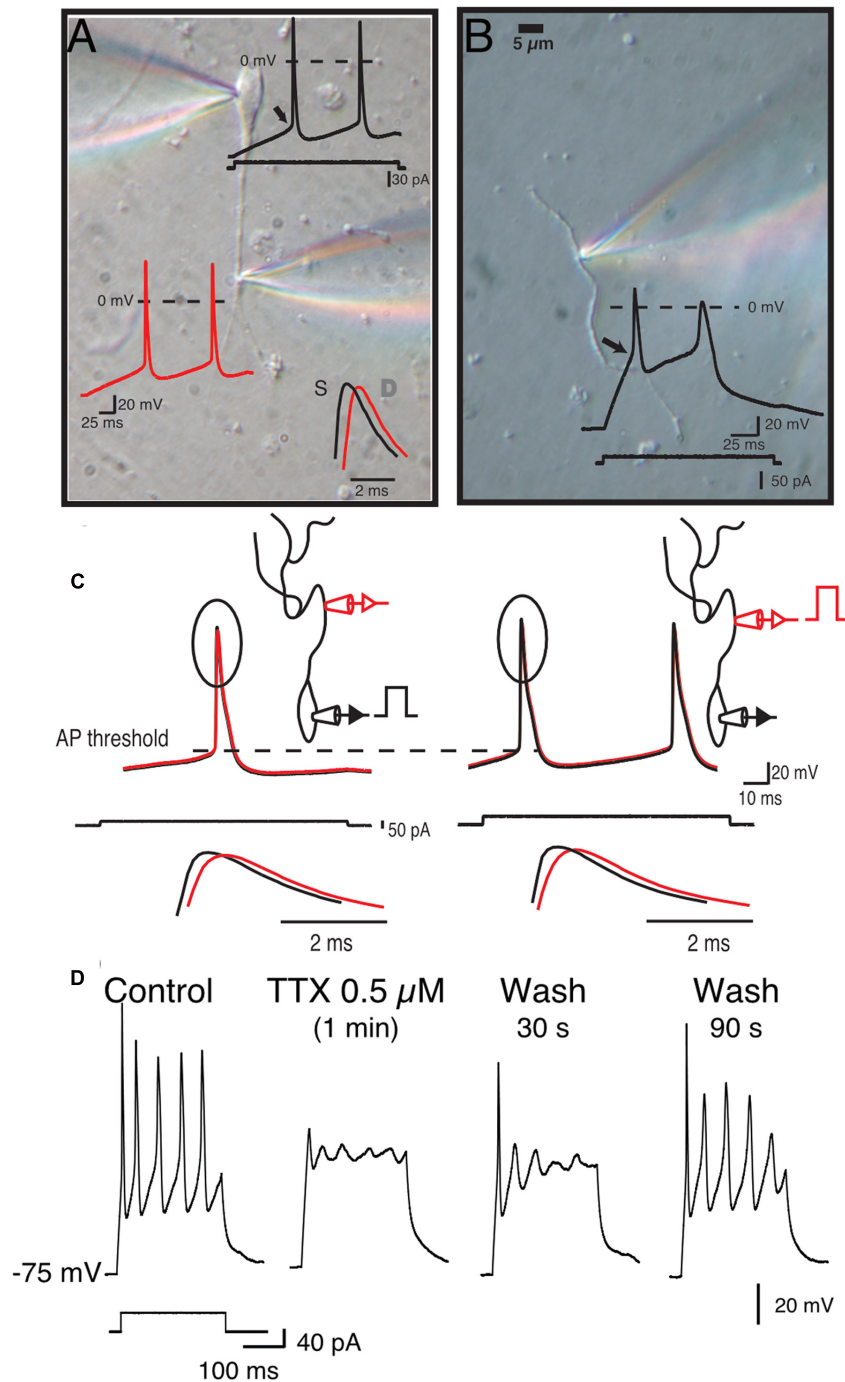 A
0 mV
30 pA
0 mV
20 mV
25 ms
S
D
2 ms
B
5 µm
0 mV
20 mV
25 ms
50 pA
C
AP threshold
20 mV
10 ms
50 pA
2 ms
2 ms
D
Control
TTX 0.5 µM
(1 min)
Wash
30 s
Wash
90 s
-75 mV
20 mV
40 pA
100 ms